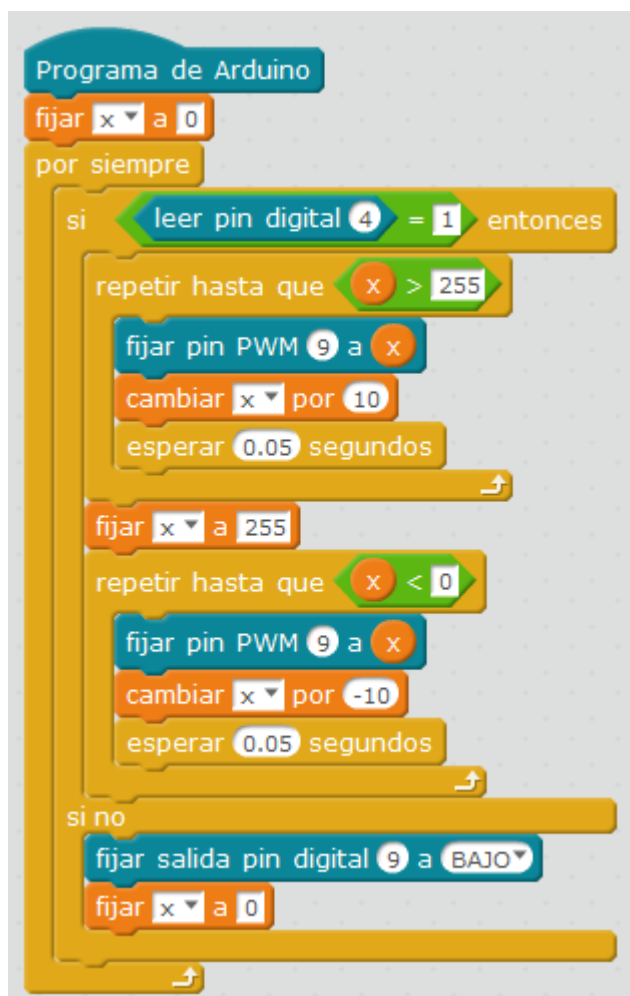 Programa de Arduino
fijar x a 0
por siempre
si leer pin digital 4 = 1 entonces
repetir hasta que x > 255
fijar pin PWM 9 a x
cambiar x por 10
esperar 0.05 segundos
fijar x a 255
repetir hasta que x < 0
fijar pin PWM 9 a x
cambiar x por -10
esperar 0.05 segundos
si no
fijar salida pin digital 9 a BAJO
fijar x a 0